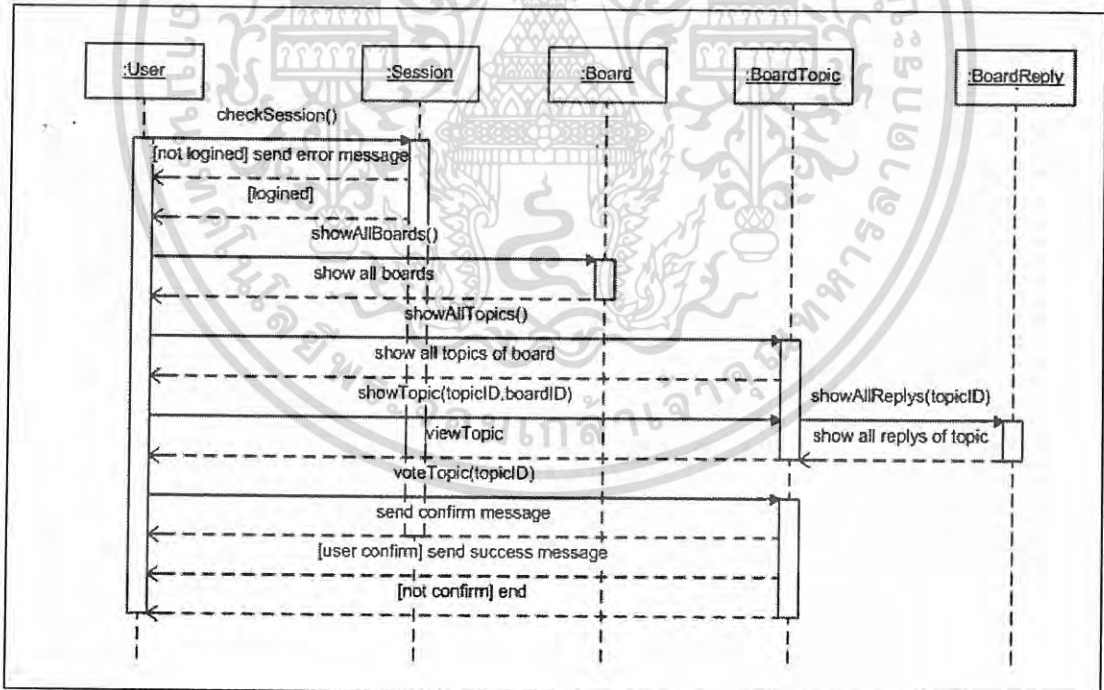 :User
:Session
:Board
:BoardTopic
:BoardReply
checkSession()
[not logined] send error message
[logined]
showAllBoards()
show all boards
showAllTopics()
show all topics of board
showTopic(topicID,boardID)
showAllReplys(topicID)
viewTopic
show all replys of topic
voteTopic(topicID)
send confirm message
[user confirm] send success message
[not confirm] end